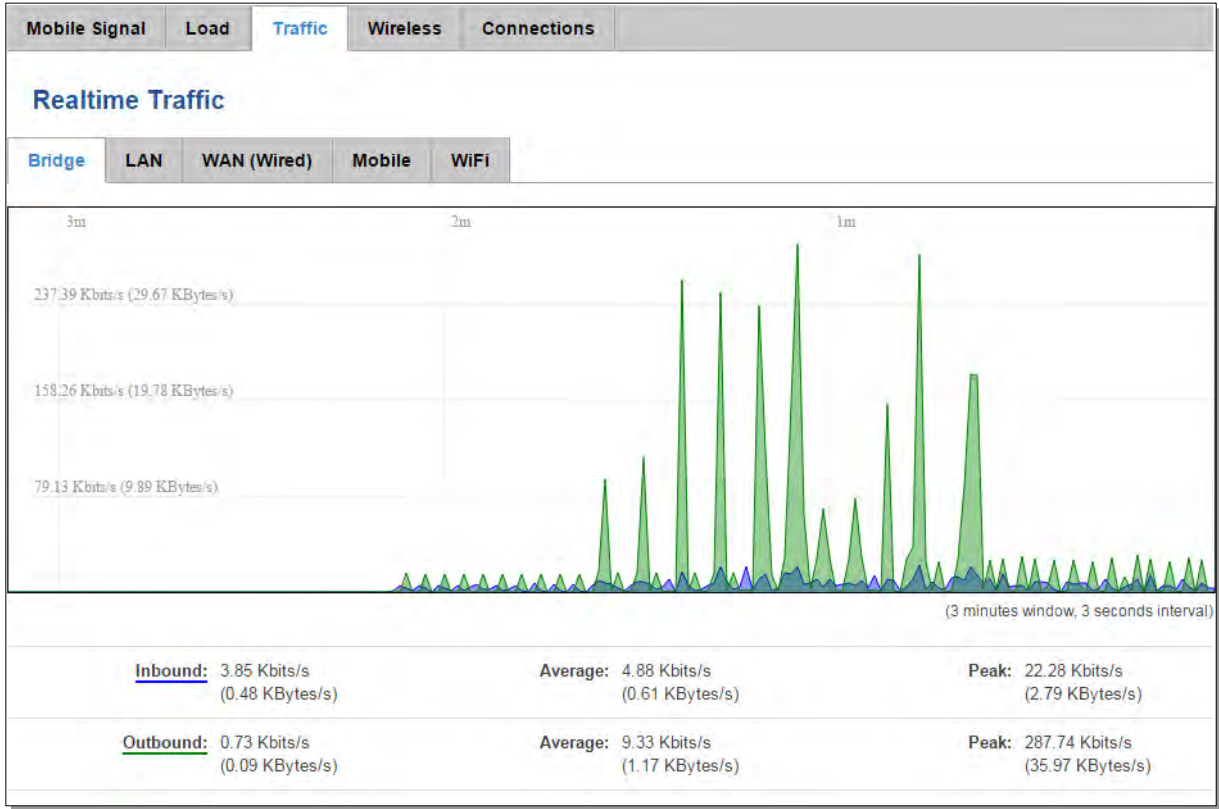 Mobile Signal Load Traffic Wireless Connections
Realtime Traffic
Bridge LAN WAN (Wired) Mobile WiFi
3m 2m 1m
237.39 Kbits/s (29.67 KBytes/s)
158.26 Kbits/s (19.78 KBytes/s)
79.13 Kbits/s (9.89 KBytes/s)
(3 minutes window, 3 seconds interval)
Inbound: 3.85 Kbits/s Average: 4.88 Kbits/s Peak: 22.28 Kbits/s
(0.48 KBytes/s) (0.61 KBytes/s) (2.79 KBytes/s)
Outbound: 0.73 Kbits/s Average: 9.33 Kbits/s Peak: 287.74 Kbits/s
(0.09 KBytes/s) (1.17 KBytes/s) (35.97 KBytes/s)